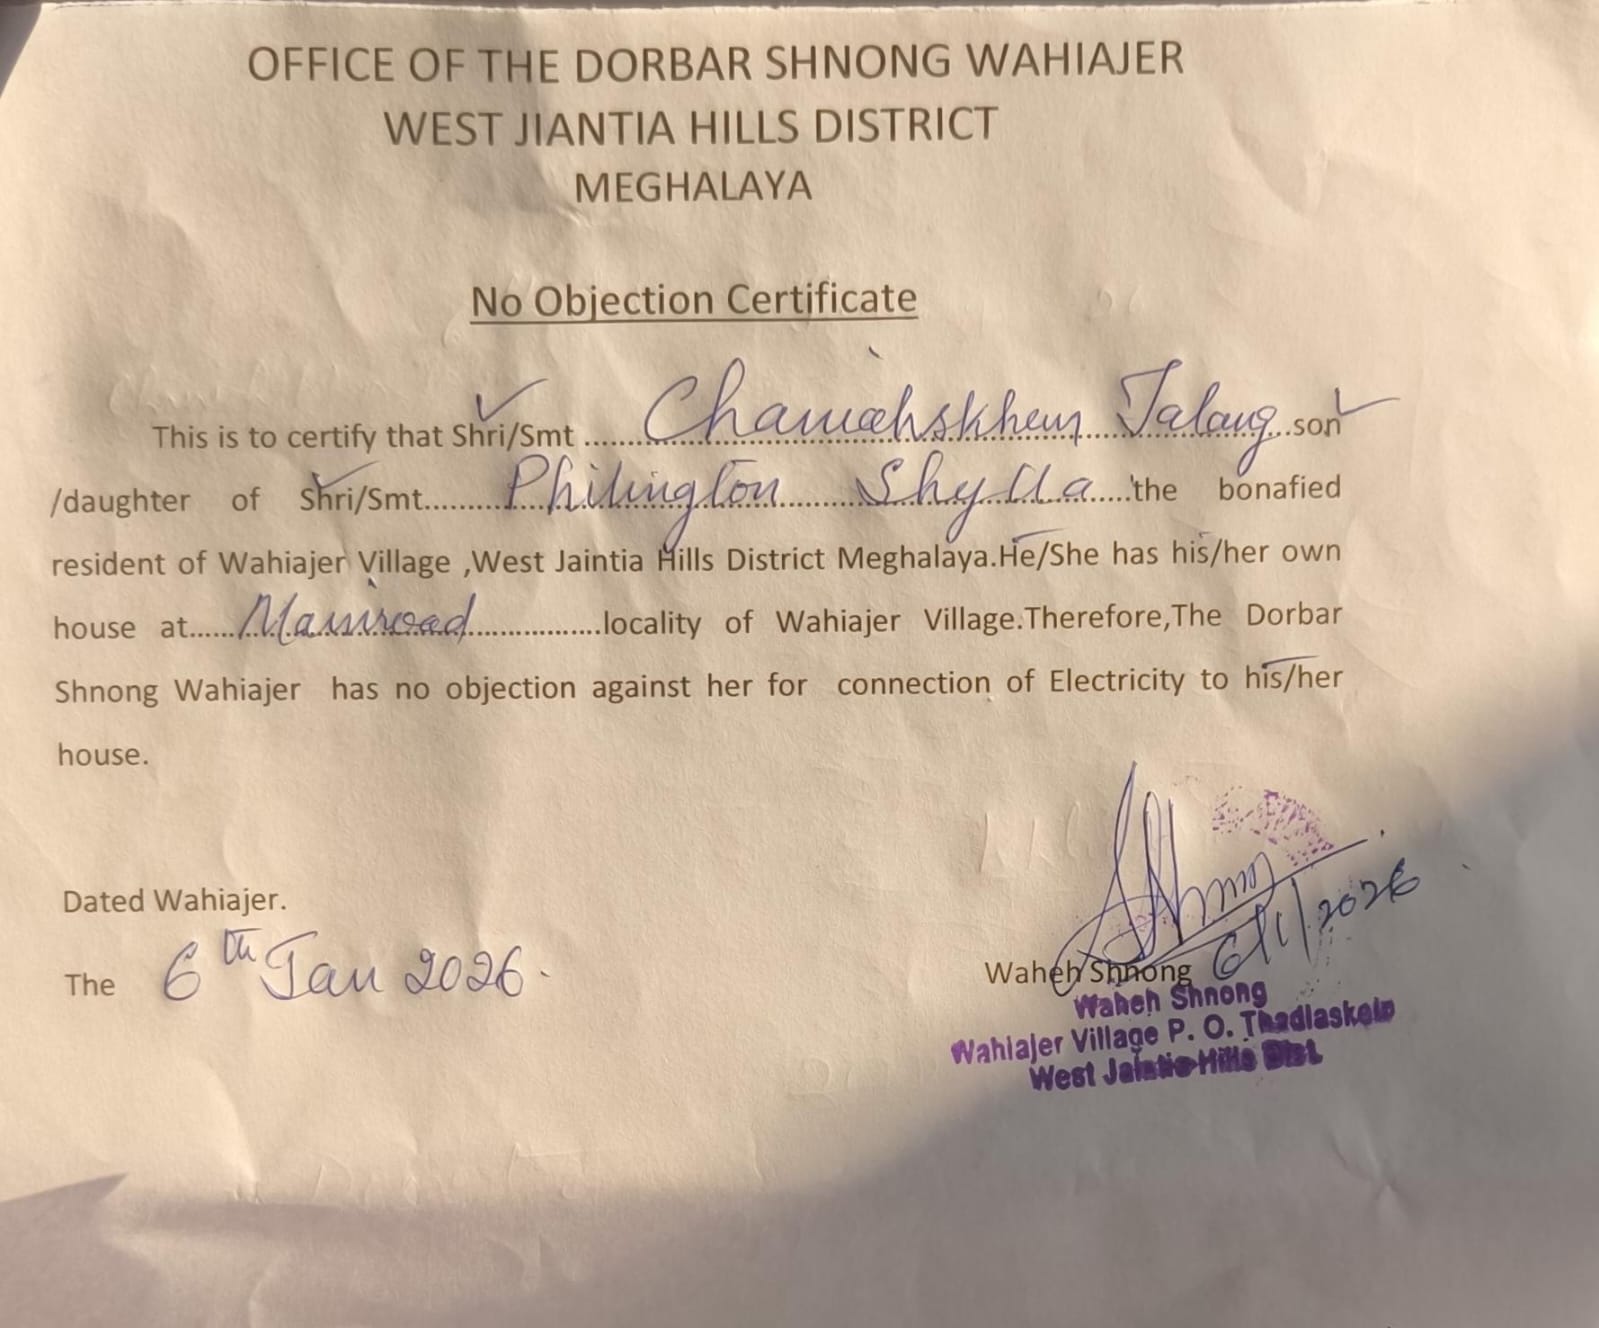 OFFICE OF THE DORBAR SHNONG WAHIAJER
WEST JIANTIA HILLS DISTRICT
MEGHALAYA
No Objection Certificate
This is to certify that Shri/Smt ...... Chamiahskhem Talang ..son
/daughter of Shri/Smt......... Philington Shylla .....the bonafied
resident of Wahiajer Village ,West Jaintia Hills District Meghalaya.He/She has his/her own
house at...... Mainroad ..................locality of Wahiajer Village.Therefore,The Dorbar
Shnong Wahiajer has no objection against her for connection of Electricity to his/her
house.
Dated Wahiajer.
The 6th Jan 2026.
6/1/2026
Waheh Shnong
Waheh Shnong
Wahiajer Village P. O. Thadlaskein
West Jaintia Hills Dist.